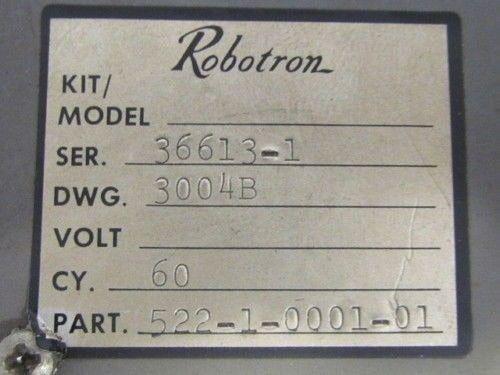 Robotron
KIT/
MODEL
SER. 36613-1
DWG. 3004B
VOLT
CY. 60
PART. 522-1-0001-01